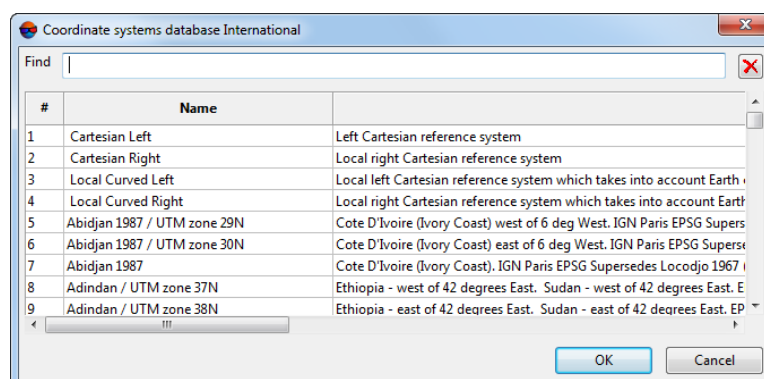 Coordinate systems database International
Find
# Name
1 Cartesian Left Left Cartesian reference system
2 Cartesian Right Local right Cartesian reference system
3 Local Curved Left Local left Cartesian reference system which takes into account Earth
4 Local Curved Right Local right Cartesian reference system which takes into account Earth
5 Abidjan 1987 / UTM zone 29N Cote D'Ivoire (Ivory Coast) west of 6 deg West. IGN Paris EPSG Supers
6 Abidjan 1987 / UTM zone 30N Cote D'Ivoire (Ivory Coast) east of 6 deg West. IGN Paris EPSG Superse
7 Abidjan 1987 Cote D'Ivoire (Ivory Coast). IGN Paris EPSG Supersedes Locodjo 1967 (
8 Adindan / UTM zone 37N Ethiopia - west of 42 degrees East. Sudan - west of 42 degrees East. E
9 Adindan / UTM zone 38N Ethiopia - east of 42 degrees East. Sudan - east of 42 degrees East. EP
OK Cancel